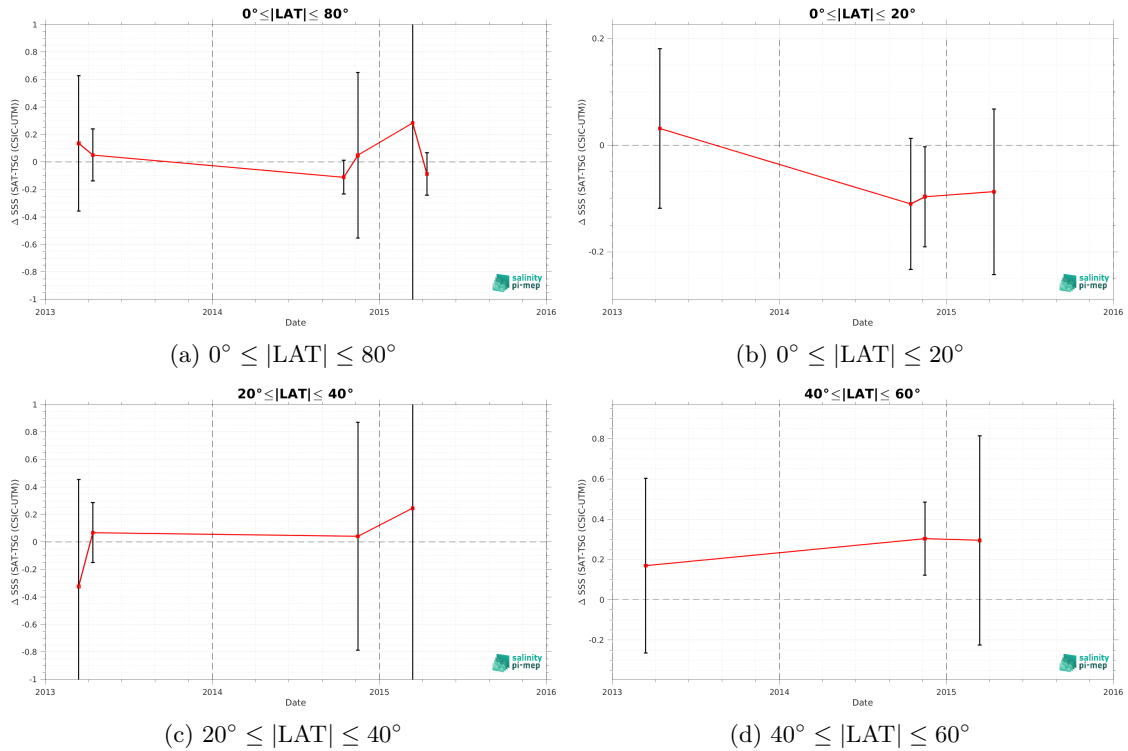 0°≤|LAT|≤ 80°
Δ SSS (SAT-TSG (CSIC-UTM))
1
0.8
0.6
0.4
0.2
0
-0.2
-0.4
-0.6
-0.8
-1
2013
2014
2015
2016
Date
salinity
pi-mep
(a) 0° ≤ |LAT| ≤ 80°
0°≤|LAT|≤ 20°
Δ SSS (SAT-TSG (CSIC-UTM))
0.2
0
-0.2
2013
2014
2015
2016
Date
salinity
pi-mep
(b) 0° ≤ |LAT| ≤ 20°
20°≤|LAT|≤ 40°
Δ SSS (SAT-TSG (CSIC-UTM))
1
0.8
0.6
0.4
0.2
0
-0.2
-0.4
-0.6
-0.8
-1
2013
2014
2015
2016
Date
salinity
pi-mep
(c) 20° ≤ |LAT| ≤ 40°
40°≤|LAT|≤ 60°
Δ SSS (SAT-TSG (CSIC-UTM))
0.8
0.6
0.4
0.2
0
-0.2
2013
2014
2015
2016
Date
salinity
pi-mep
(d) 40° ≤ |LAT| ≤ 60°